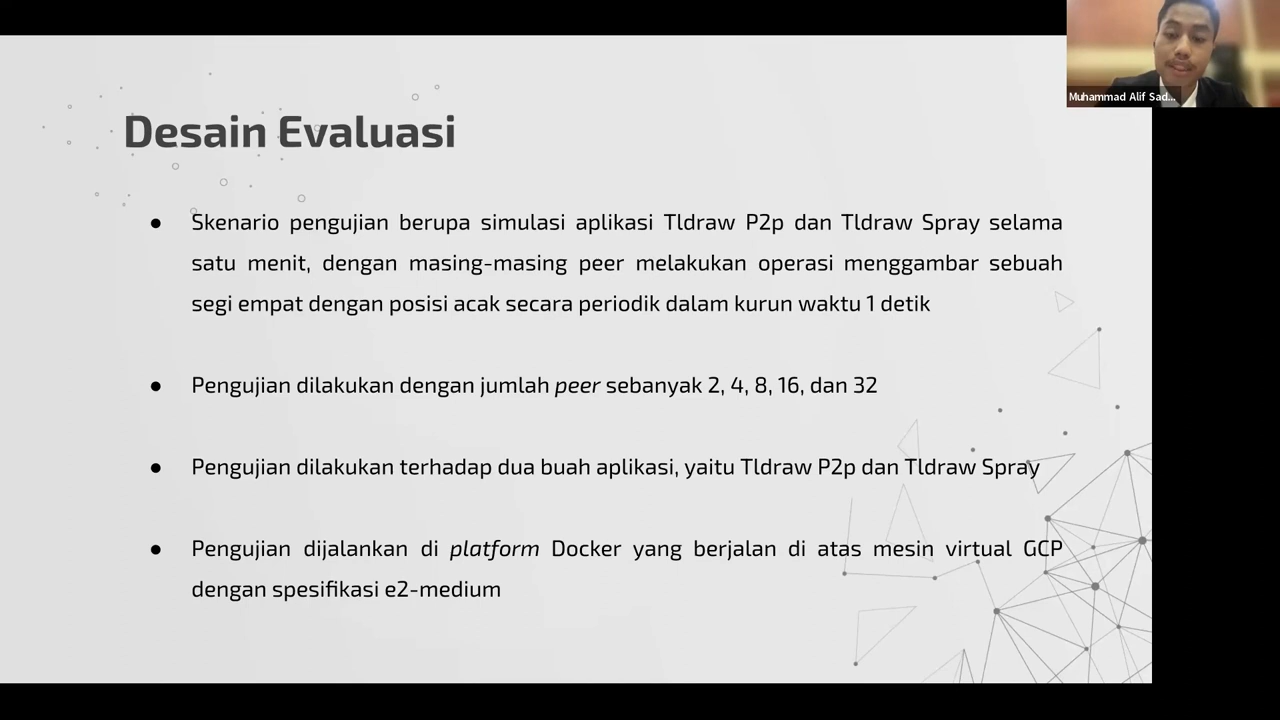 Muhammad Alif Sad...
Desain Evaluasi
● Skenario pengujian berupa simulasi aplikasi Tldraw P2p dan Tldraw Spray selama
satu menit, dengan masing-masing peer melakukan operasi menggambar sebuah
segi empat dengan posisi acak secara periodik dalam kurun waktu 1 detik
● Pengujian dilakukan dengan jumlah peer sebanyak 2, 4, 8, 16, dan 32
● Pengujian dilakukan terhadap dua buah aplikasi, yaitu Tldraw P2p dan Tldraw Spray
● Pengujian dijalankan di platform Docker yang berjalan di atas mesin virtual GCP
dengan spesifikasi e2-medium